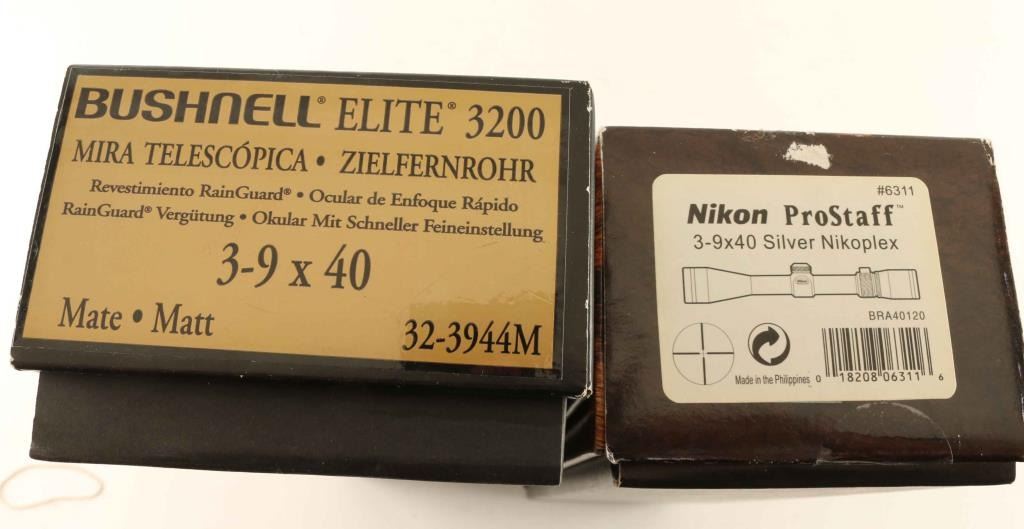 BUSHNELL® ELITE® 3200
MIRA TELESCÓPICA • ZIELFERNROHR
Revestimiento RainGuard® • Ocular de Enfoque Rápido
RainGuard® Vergütung • Okular Mit Schneller Feineinstellung
3-9 x 40
Mate • Matt
32-3944M
#6311
Nikon ProStaff™
3-9x40 Silver Nikoplex
Nikon
BRA40120
Made in the Philippines
0 18208 06311 6